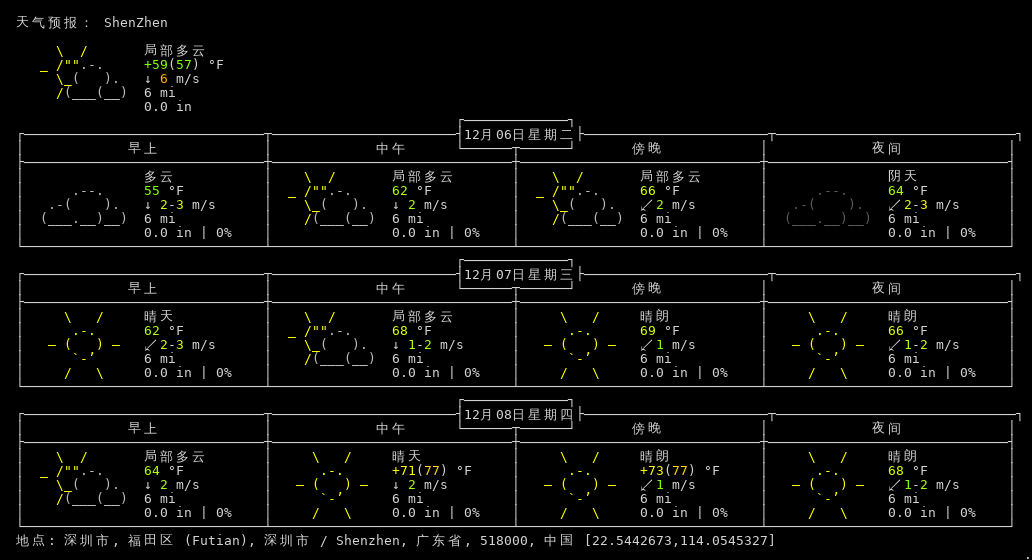 天气预报： ShenZhen
局部多云
+59(57) °F
↓ 6 m/s
6 mi
0.0 in
12月06日星期二
早上 中午 傍晚 夜间
多云 局部多云 局部多云 阴天
55 °F 62 °F 66 °F 64 °F
↓ 2-3 m/s ↓ 2 m/s ↙ 2 m/s ↙ 2-3 m/s
6 mi 6 mi 6 mi 6 mi
0.0 in | 0% 0.0 in | 0% 0.0 in | 0% 0.0 in | 0%
12月07日星期三
早上 中午 傍晚 夜间
晴天 局部多云 晴朗 晴朗
62 °F 68 °F 69 °F 66 °F
↙ 2-3 m/s ↓ 1-2 m/s ↙ 1 m/s ↙ 1-2 m/s
6 mi 6 mi 6 mi 6 mi
0.0 in | 0% 0.0 in | 0% 0.0 in | 0% 0.0 in | 0%
12月08日星期四
早上 中午 傍晚 夜间
局部多云 晴天 晴朗 晴朗
64 °F +71(77) °F +73(77) °F 68 °F
↓ 2 m/s ↓ 2 m/s ↙ 1 m/s ↙ 1-2 m/s
6 mi 6 mi 6 mi 6 mi
0.0 in | 0% 0.0 in | 0% 0.0 in | 0% 0.0 in | 0%
地点: 深圳市, 福田区 (Futian), 深圳市 / Shenzhen, 广东省, 518000, 中国 [22.5442673,114.0545327]